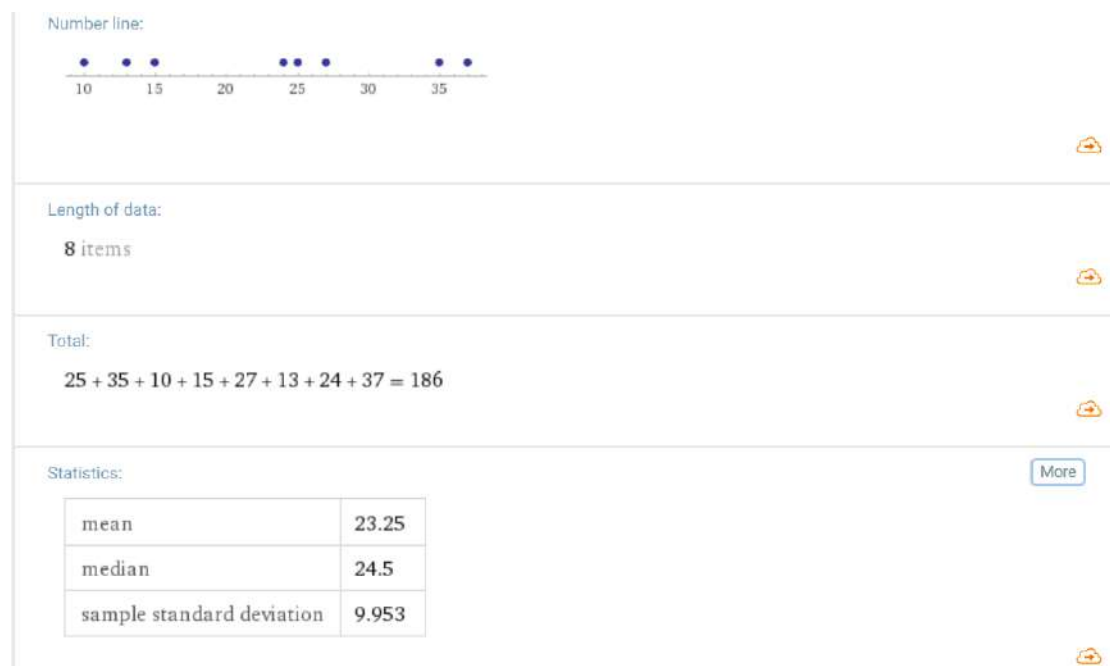 Number line:
10 15 20 25 30 35
Length of data:
8 items
Total:
25 + 35 + 10 + 15 + 27 + 13 + 24 + 37 = 186
Statistics:
More
mean 23.25
median 24.5
sample standard deviation 9.953